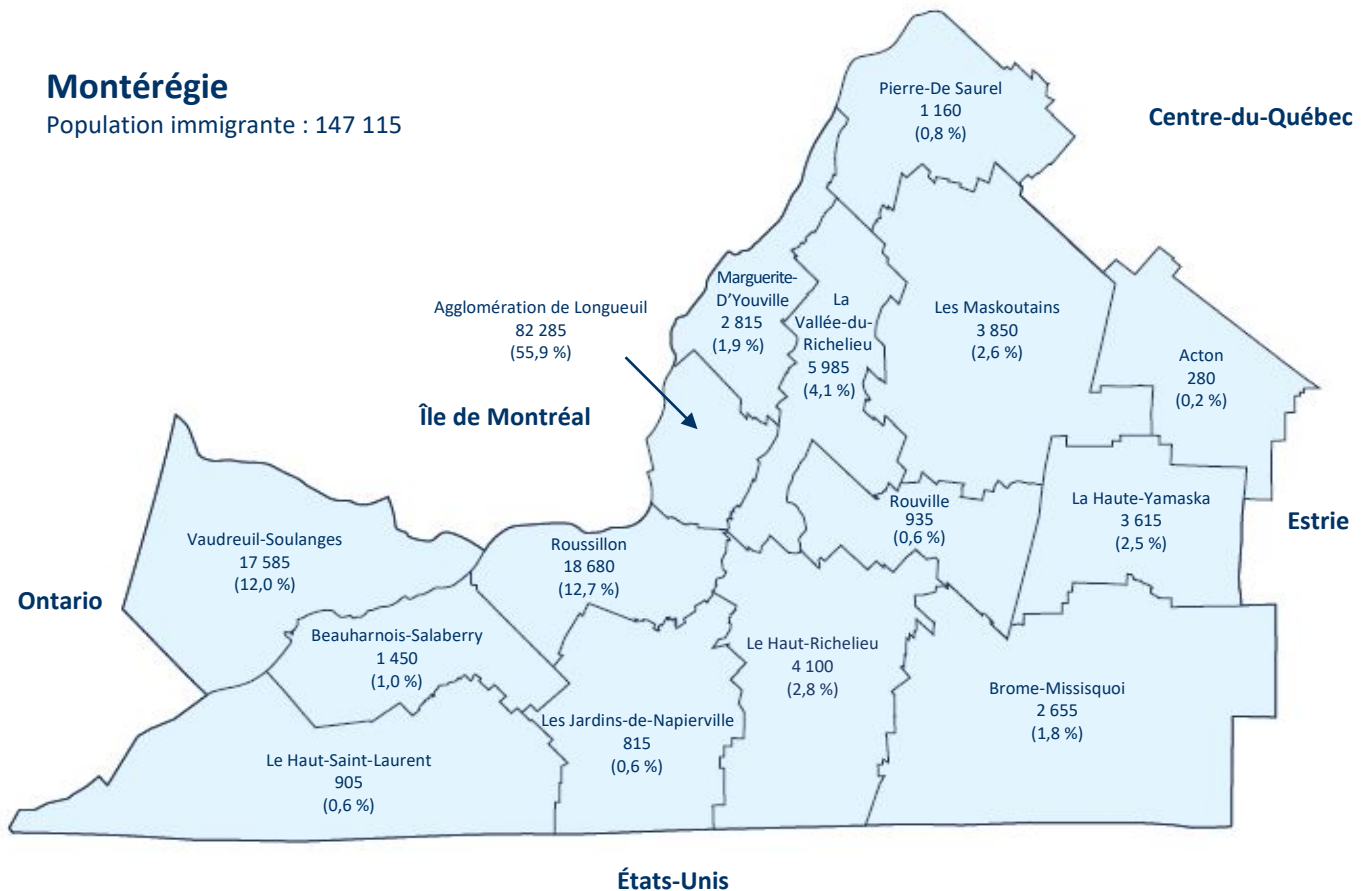 Montérégie
Population immigrante : 147 115
Pierre-De Saurel
1 160
(0,8 %)
Centre-du-Québec
Marguerite-
D'Youville
2 815
(1,9 %)
La
Vallée-du-
Richelieu
5 985
(4,1 %)
Les Maskoutains
3 850
(2,6 %)
Agglomération de Longueuil
82 285
(55,9 %)
Acton
280
(0,2 %)
Île de Montréal
Rouville
935
(0,6 %)
La Haute-Yamaska
3 615
(2,5 %)
Estrie
Vaudreuil-Soulanges
17 585
(12,0 %)
Roussillon
18 680
(12,7 %)
Ontario
Beauharnois-Salaberry
1 450
(1,0 %)
Le Haut-Richelieu
4 100
(2,8 %)
Brome-Missisquoi
2 655
(1,8 %)
Les Jardins-de-Napierville
815
(0,6 %)
Le Haut-Saint-Laurent
905
(0,6 %)
États-Unis